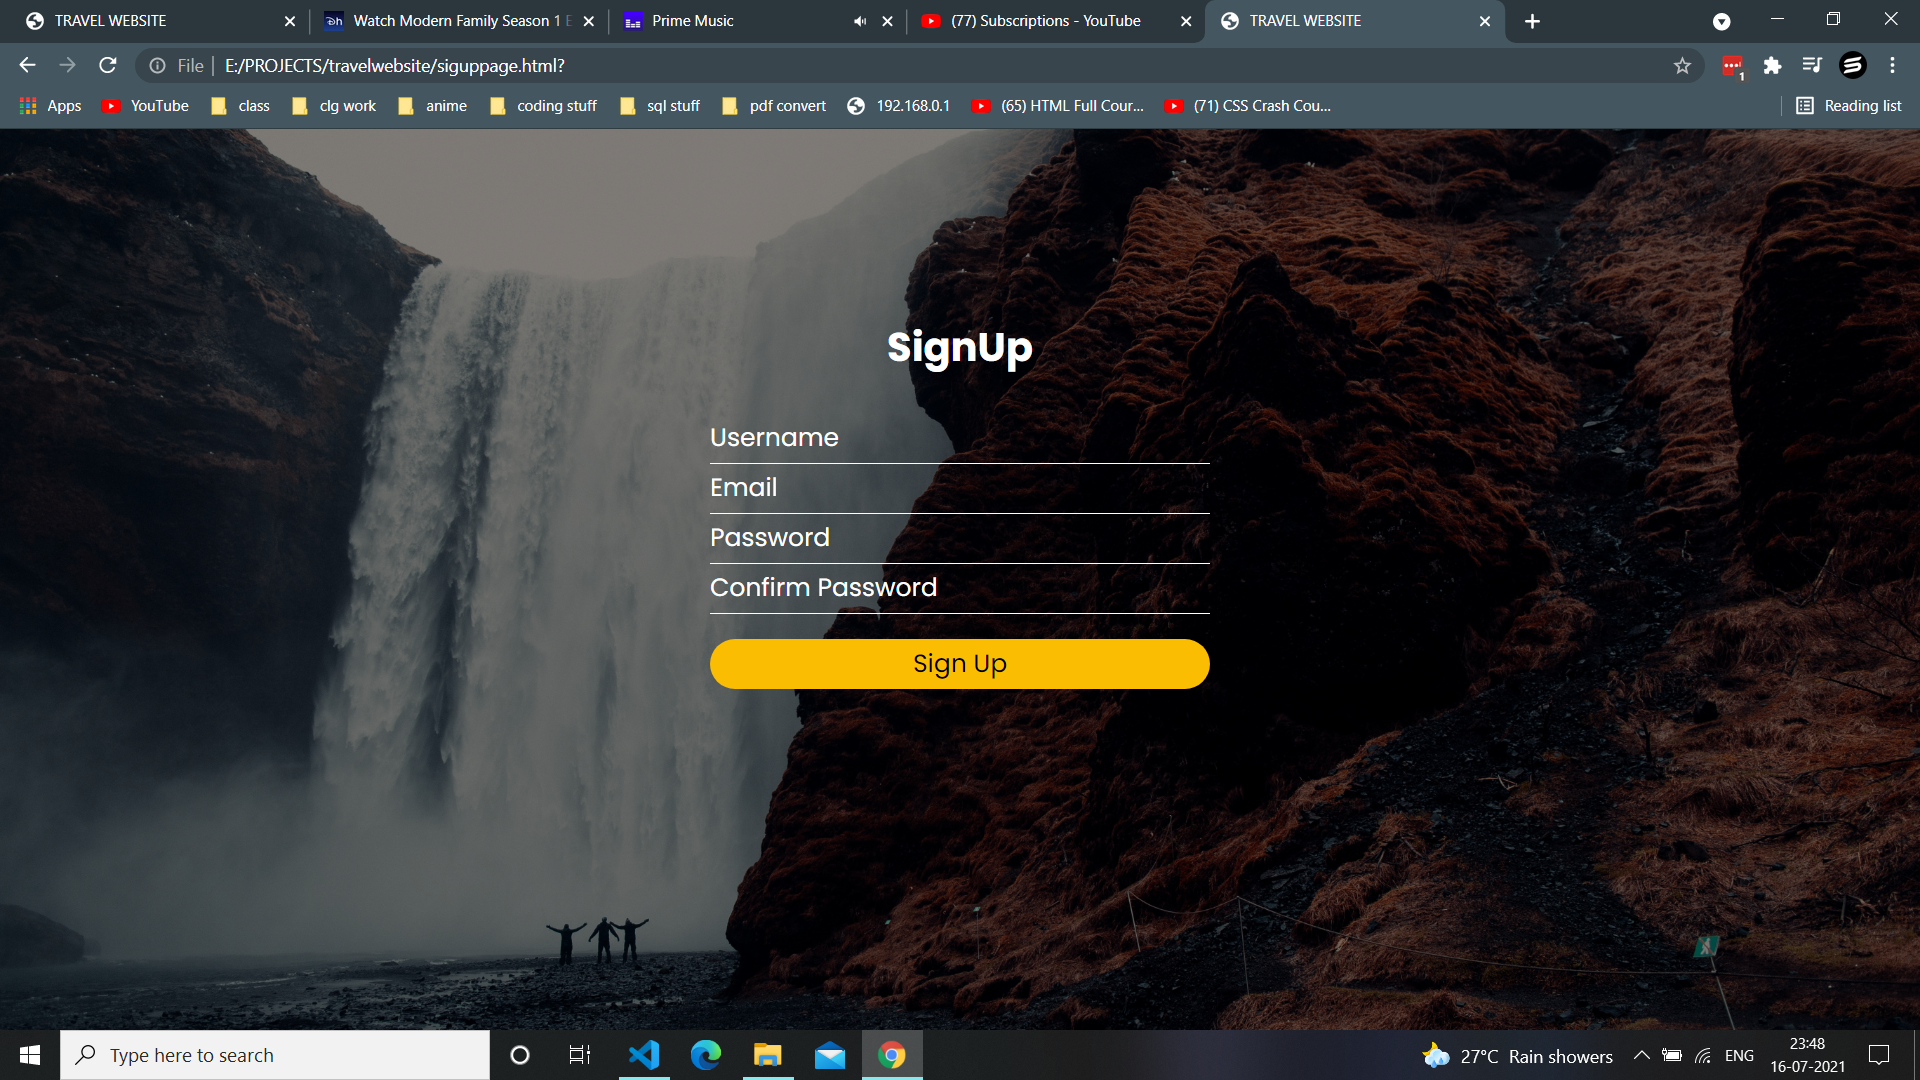 TRAVEL WEBSITE
Watch Modern Family Season 1 E
Prime Music
(77) Subscriptions - YouTube
TRAVEL WEBSITE
File
E:/PROJECTS/travelwebsite/siguppage.html?
1
Apps
YouTube
class
clg work
anime
coding stuff
sql stuff
pdf convert
192.168.0.1
(65) HTML Full Cour...
(71) CSS Crash Cou...
Reading list
SignUp
Username
Email
Password
Confirm Password
Sign Up
Type here to search
27°C Rain showers
ENG
23:48
16-07-2021